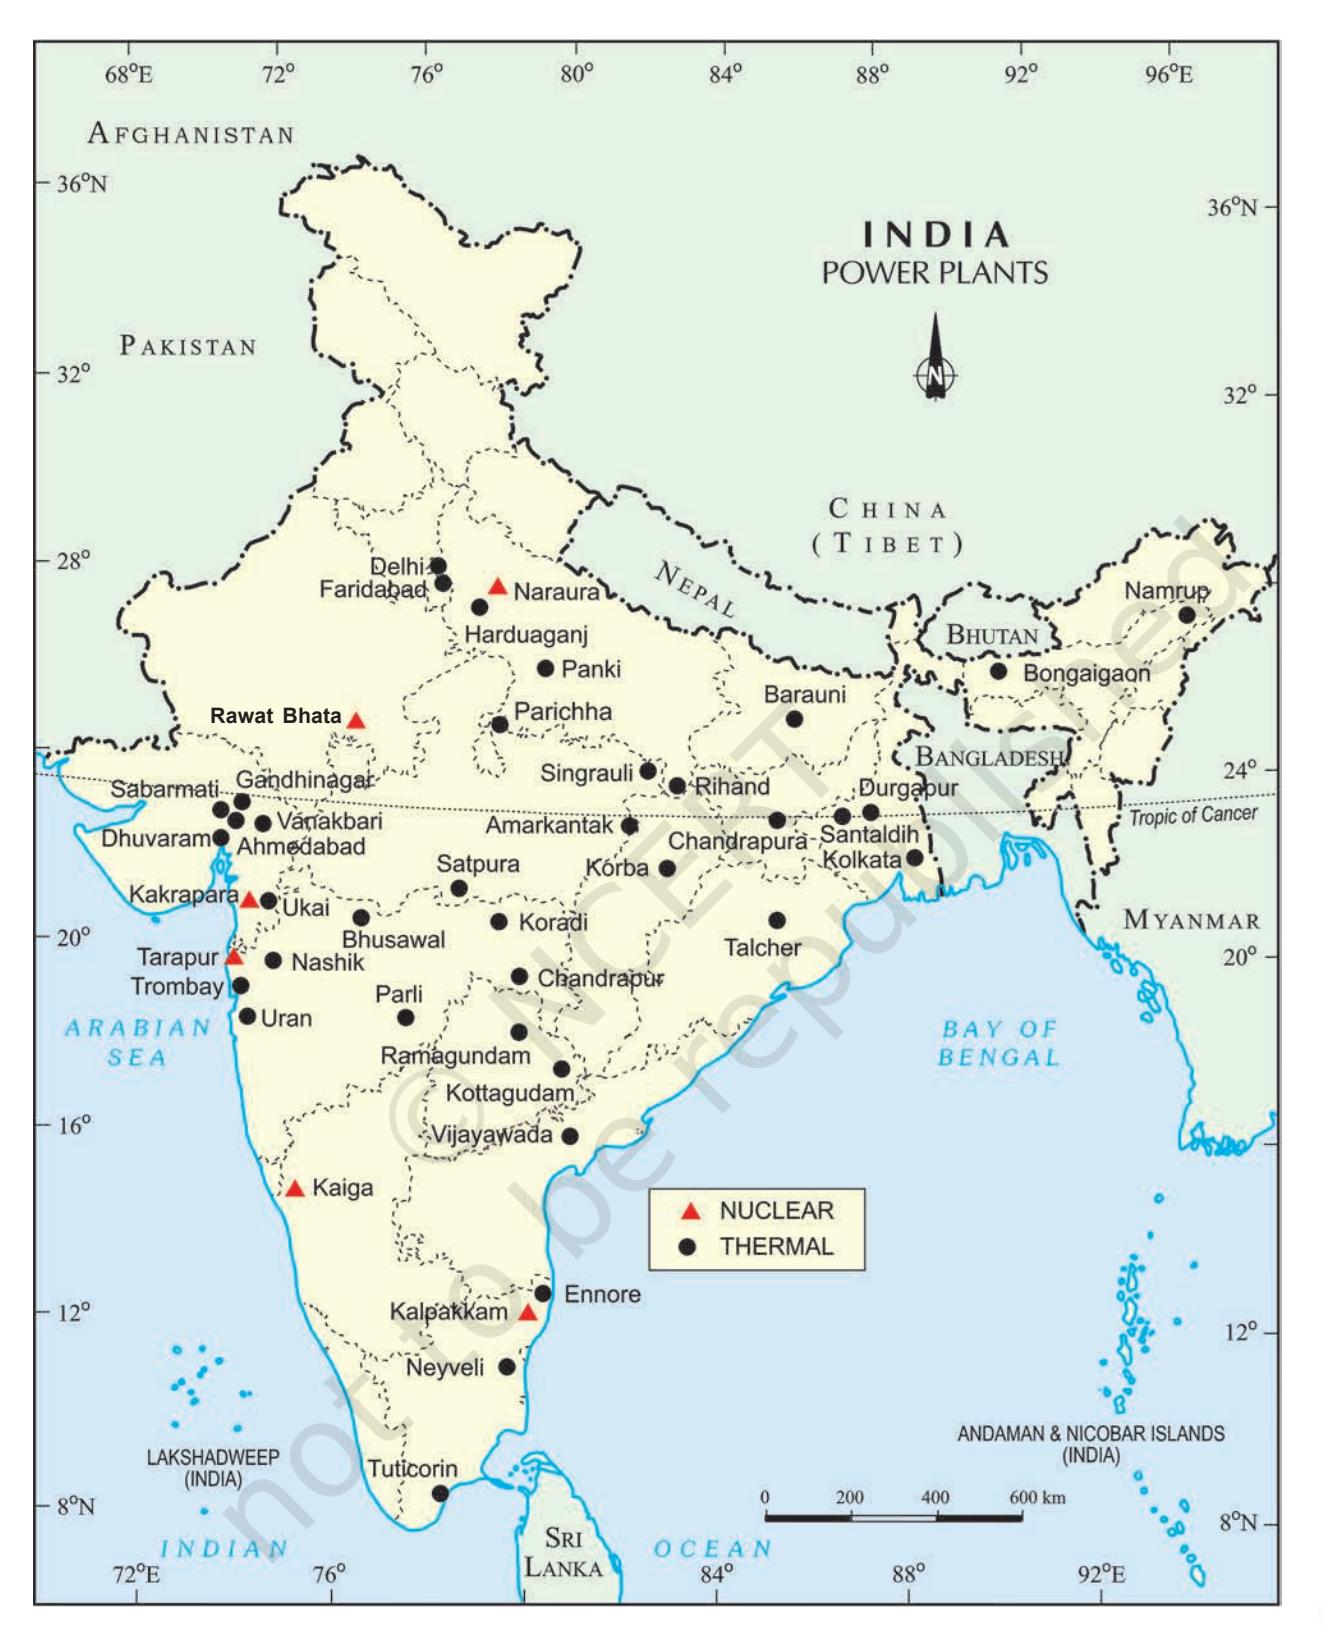 68°E 72° 76° 80° 84° 88° 92° 96°E
AFGHANISTAN
36°N
36°N
INDIA
POWER PLANTS
N
PAKISTAN
32°
32°
CHINA
(TIBET)
28°
Delhi
Faridabad
Naraura
NEPAL
Namrup
Harduaganj
BHUTAN
Panki
Bongaigaon
Barauni
Rawat Bhata
Parichha
BANGLADESH
24°
Singrauli
Rihand
Durgapur
Sabarmati
Gandhinagar
Tropic of Cancer
Vanakbari
Amarkantak
Chandrapura
Santaldih
Dhuvaram
Ahmedabad
Kolkata
Satpura
Korba
Kakrapara
Ukai
Koradi
MYANMAR
20°
Bhusawal
Talcher
20°
Tarapur
Nashik
Trombay
Chandrapur
Parli
Uran
ARABIAN
SEA
BAY OF
BENGAL
Ramagundam
Kottagudam
16°
Vijayawada
Kaiga
NUCLEAR
THERMAL
Ennore
12°
Kalpakkam
12°
Neyveli
ANDAMAN & NICOBAR ISLANDS
(INDIA)
LAKSHADWEEP
(INDIA)
Tuticorin
0 200 400 600 km
8°N
8°N
SRI
LANKA
INDIAN OCEAN
72°E 76° 84° 88° 92°E
© NCERT
not to be republished